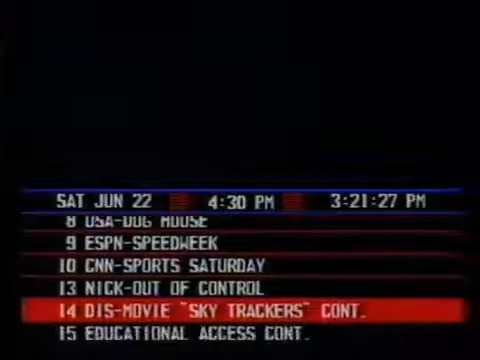 SAT JUN 22 4:30 PM 3:21:27 PM
8 USA-DOG HOUSE
9 ESPN-SPEEDWEEK
10 CNN-SPORTS SATURDAY
13 NICK-OUT OF CONTROL
14 DIS-MOVIE "SKY TRACKERS" CONT.
15 EDUCATIONAL ACCESS CONT.